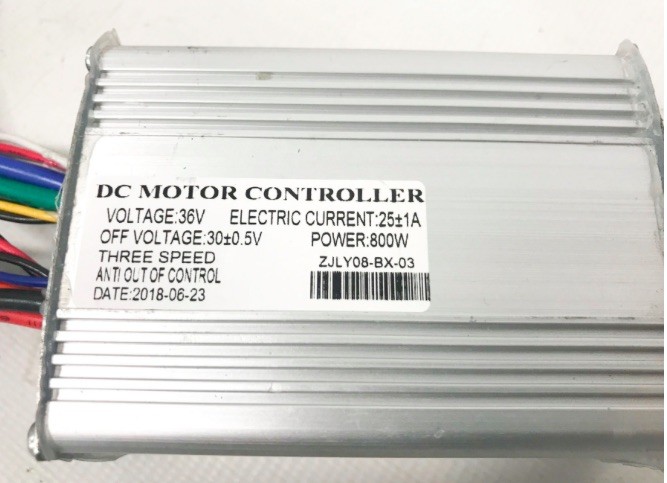 DC MOTOR CONTROLLER
VOLTAGE:36V ELECTRIC CURRENT:25±1A
OFF VOLTAGE:30±0.5V POWER:800W
THREE SPEED ZJLY08-BX-03
ANTI OUT OF CONTROL
DATE:2018-06-23